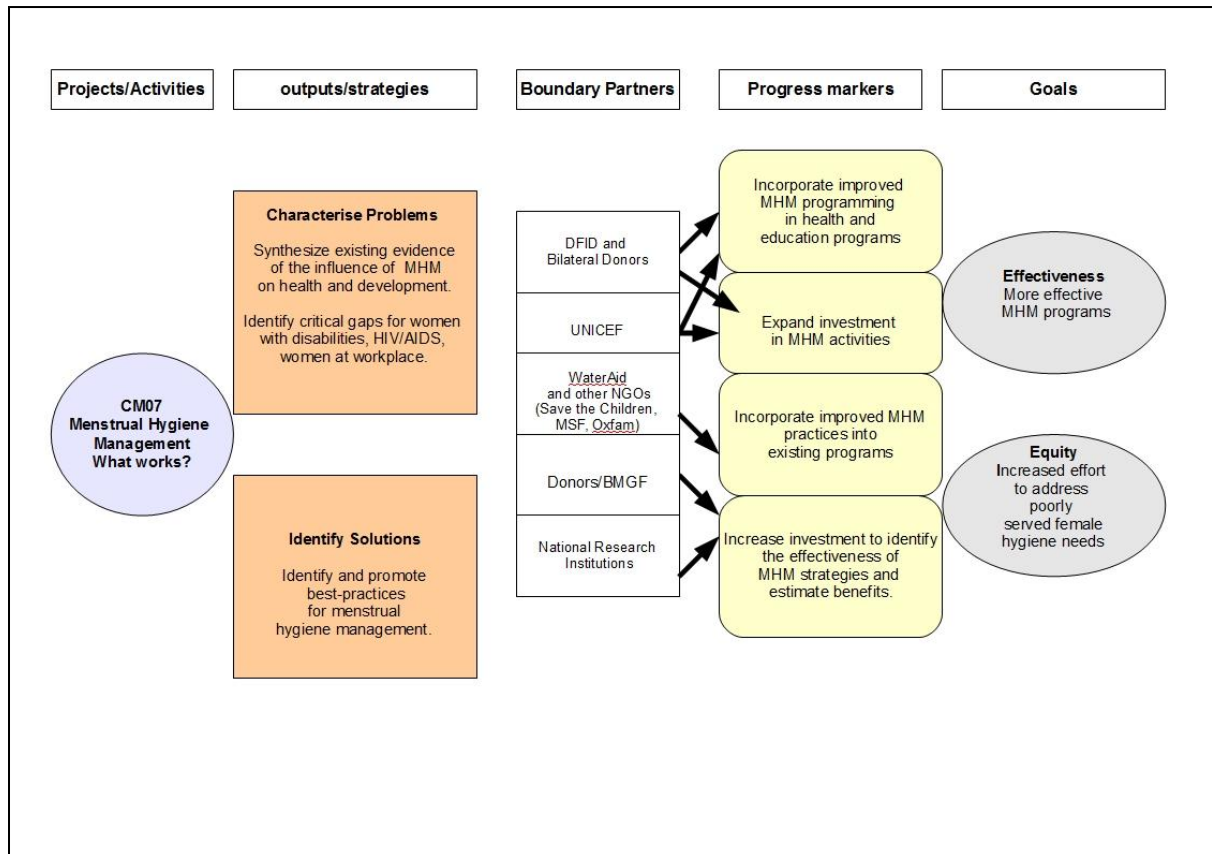 Projects/Activities
outputs/strategies
Boundary Partners
Progress markers
Goals
CM07
Menstrual Hygiene
Management
What works?
Characterise Problems
Synthesize existing evidence
of the influence of MHM
on health and development.
Identify critical gaps for women
with disabilities, HIV/AIDS,
women at workplace.
Identify Solutions
Identify and promote
best-practices
for menstrual
hygiene management.
DFID and
Bilateral Donors
UNICEF
WaterAid
and other NGOs
(Save the Children,
MSF, Oxfam)
Donors/BMGF
National Research
Institutions
Incorporate improved
MHM programming
in health and
education programs
Expand investment
in MHM activities
Incorporate improved MHM
practices into
existing programs
Increase investment to identify
the effectiveness of
MHM strategies and
estimate benefits.
Effectiveness
More effective
MHM programs
Equity
Increased effort
to address
poorly
served female
hygiene needs